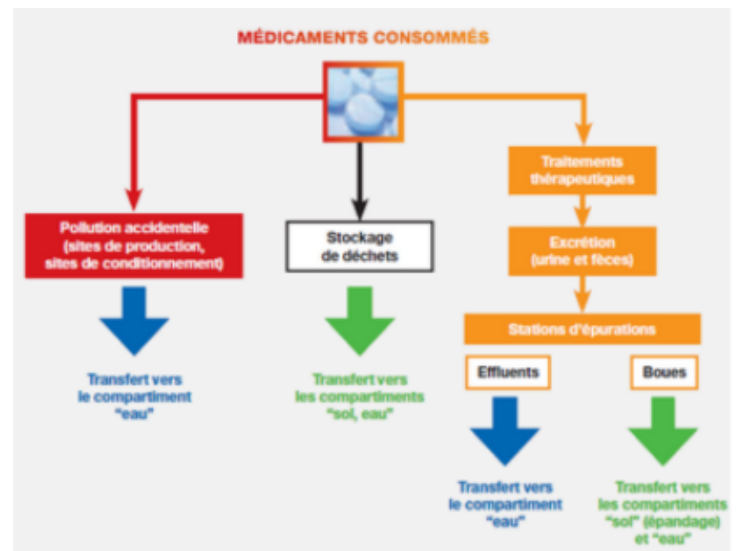 MÉDICAMENTS CONSOMMÉS
Pollution accidentelle
(sites de production,
sites de conditionnement)
Stockage
de déchets
Traitements
thérapeutiques
Excrétion
(urine et fèces)
Stations d'épurations
Effluents
Boues
Transfert vers
le compartiment
"eau"
Transfert vers
les compartiments
"sol, eau"
Transfert vers
le compartiment
"eau"
Transfert vers
les compartiments
"sol" (épandage)
et "eau"